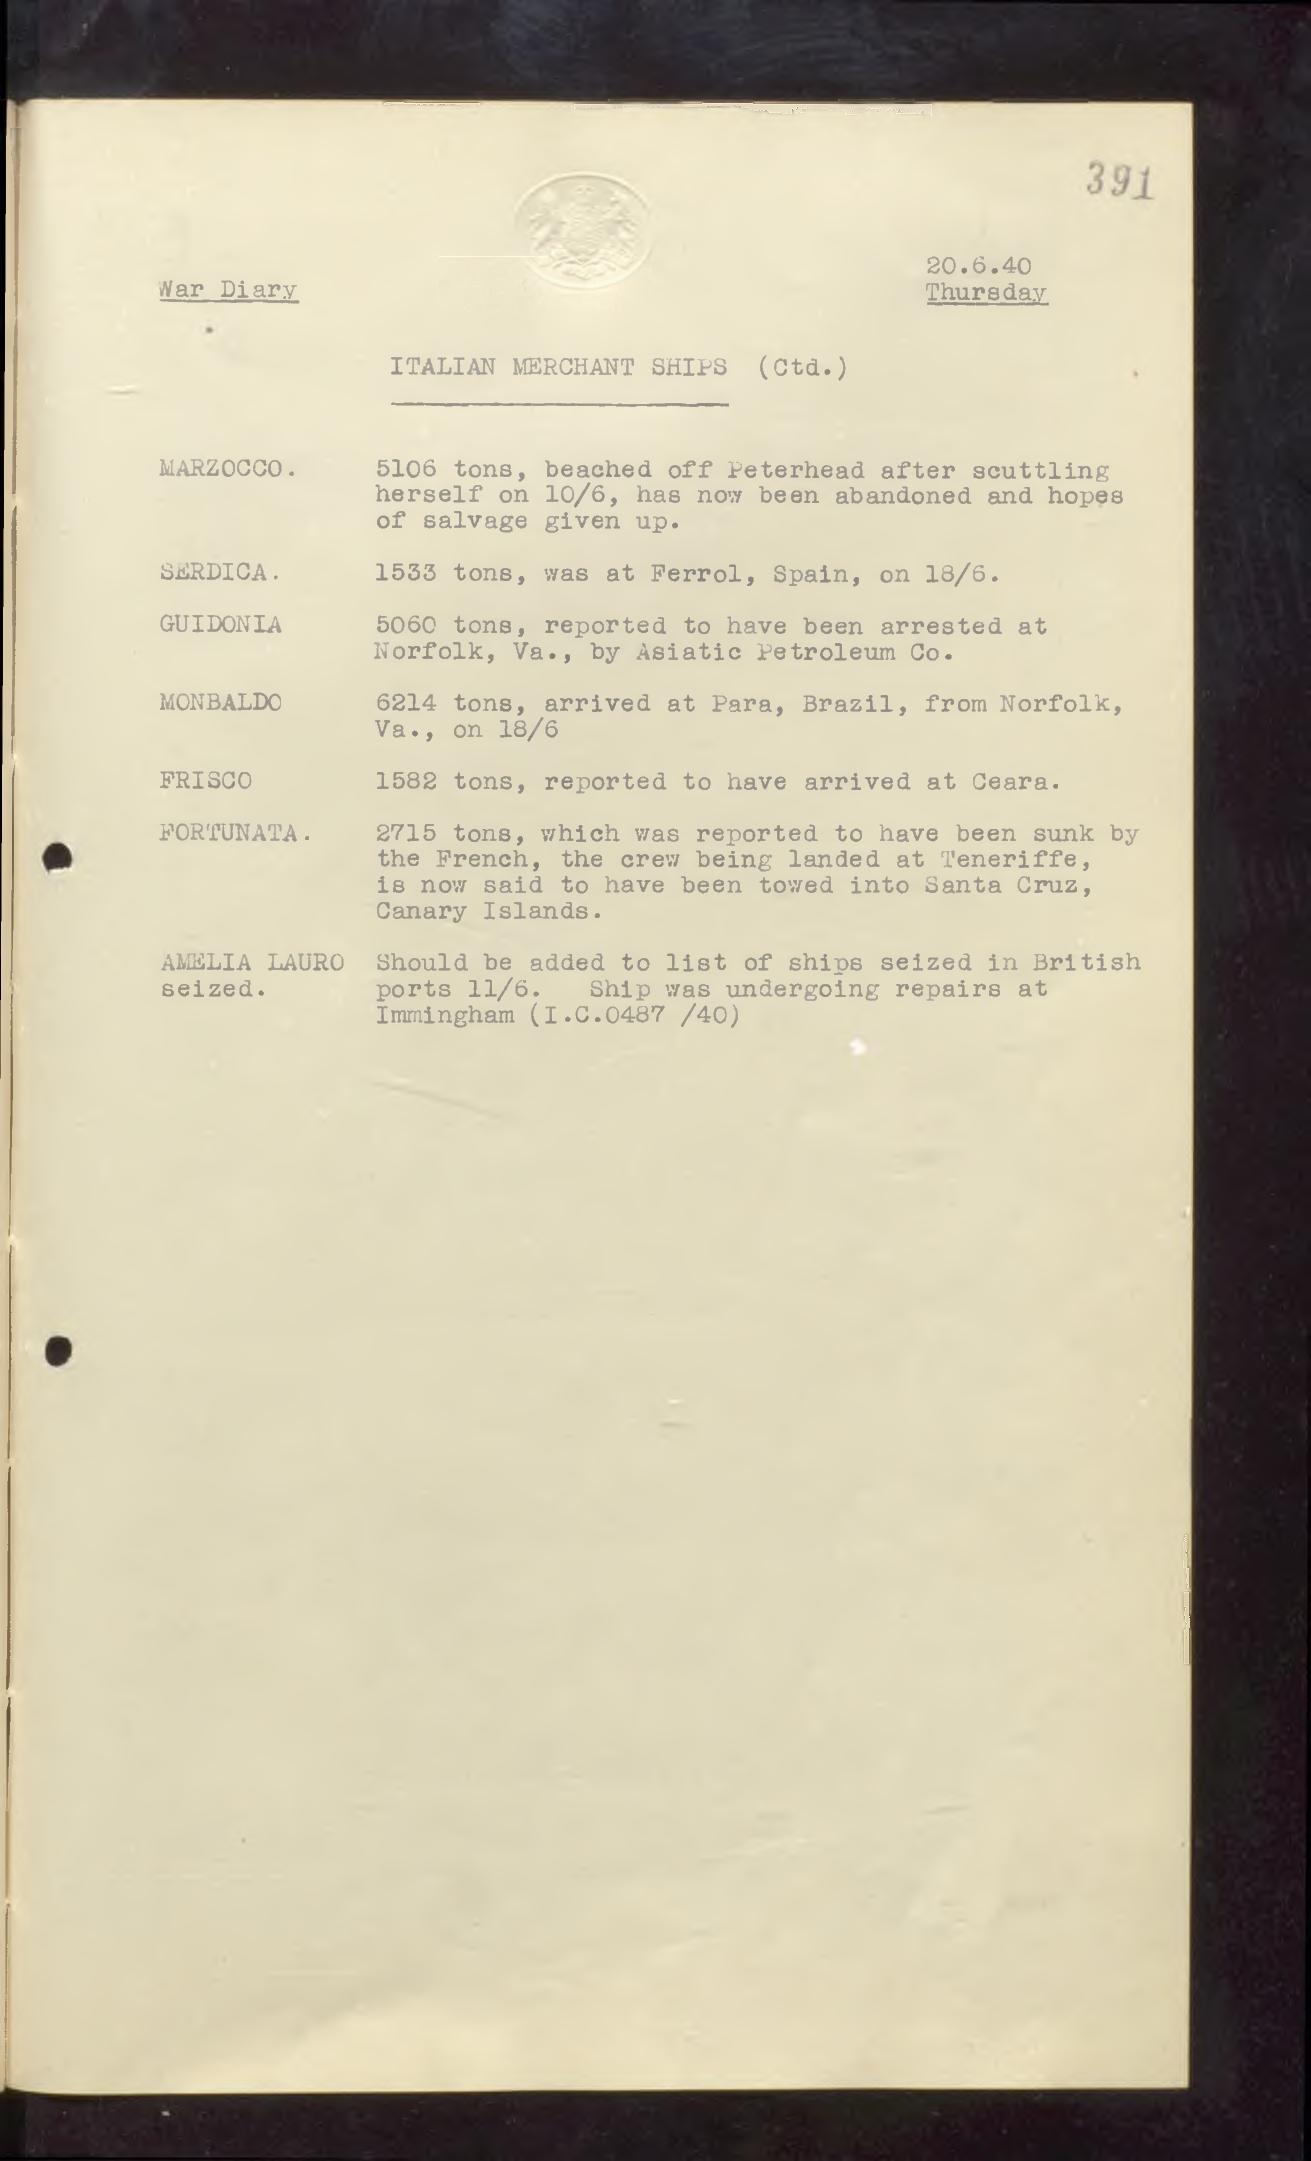 391
20.6.40
War Diary
Thursday
ITALIAN MERCHANT SHIPS (Ctd.)
MARZOCCO. 5106 tons, beached off Peterhead after scuttling
herself on 10/6, has now been abandoned and hopes
of salvage given up.
SERDICA. 1533 tons, was at Ferrol, Spain, on 18/6.
GUIDONIA 5060 tons, reported to have been arrested at
Norfolk, Va., by Asiatic Petroleum Co.
MONBALDO 6214 tons, arrived at Para, Brazil, from Norfolk,
Va., on 18/6
FRISCO 1582 tons, reported to have arrived at Ceara.
FORTUNATA. 2715 tons, which was reported to have been sunk by
the French, the crew being landed at Teneriffe,
is now said to have been towed into Santa Cruz,
Canary Islands.
AMELIA LAURO Should be added to list of ships seized in British
seized. ports 11/6. Ship was undergoing repairs at
Immingham (I.C.0487 /40)